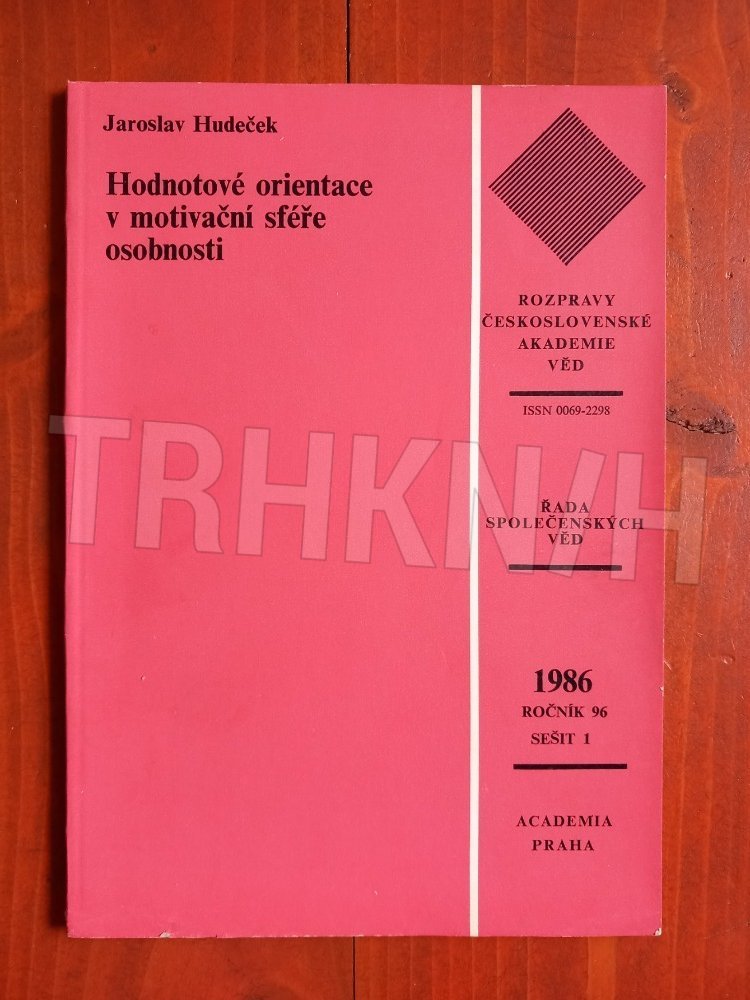 Jaroslav Hudeček
Hodnotové orientace
v motivační sféře
osobnosti
ROZPRAVY
ČESKOSLOVENSKÉ
AKADEMIE
VĚD
ISSN 0069-2298
ŘADA
SPOLEČENSKÝCH
VĚD
1986
ROČNÍK 96
SEŠIT 1
ACADEMIA
PRAHA
TRHKNIH